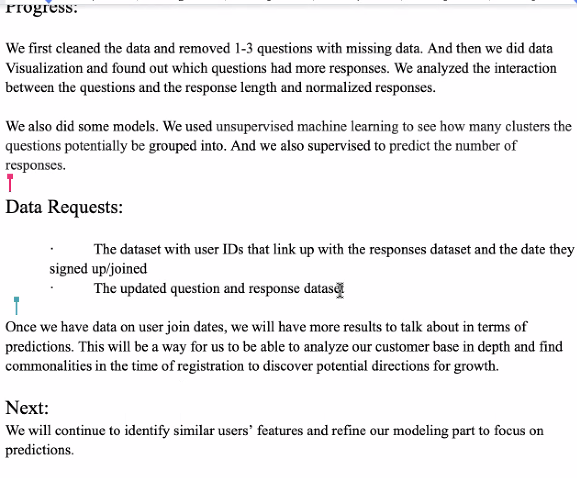 Progress:
We first cleaned the data and removed 1-3 questions with missing data. And then we did data
Visualization and found out which questions had more responses. We analyzed the interaction
between the questions and the response length and normalized responses.
We also did some models. We used unsupervised machine learning to see how many clusters the
questions potentially be grouped into. And we also supervised to predict the number of
responses.
Data Requests:
· The dataset with user IDs that link up with the responses dataset and the date they
signed up/joined
· The updated question and response dataset
Once we have data on user join dates, we will have more results to talk about in terms of
predictions. This will be a way for us to be able to analyze our customer base in depth and find
commonalities in the time of registration to discover potential directions for growth.
Next:
We will continue to identify similar users’ features and refine our modeling part to focus on
predictions.